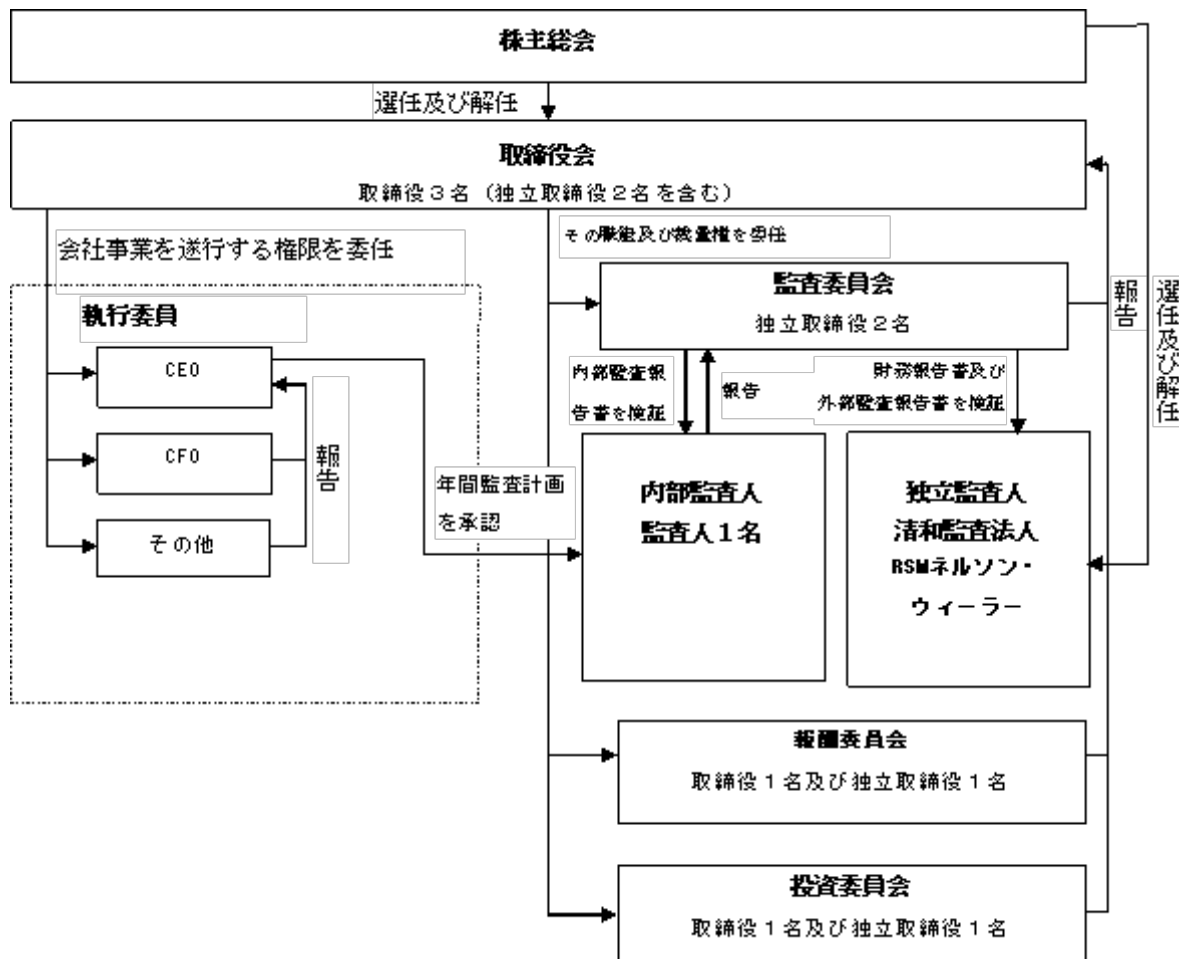 株主総会
選任及び解任
取締役会
取締役３名（独立取締役２名を含む）
会社事業を遂行する権限を委任
その職能及び裁量権を委任
執行委員
CEO
CFO
その他
報告
監査委員会
独立取締役２名
内部監査報
告書を検証
報告
財務報告書及び
外部監査報告書を検証
報告
選任及び解任
年間監査計画
を承認
内部監査人
監査人１名
独立監査人
清和監査法人
RSMネルソン・
ウィーラー
報酬委員会
取締役１名及び独立取締役１名
投資委員会
取締役１名及び独立取締役１名